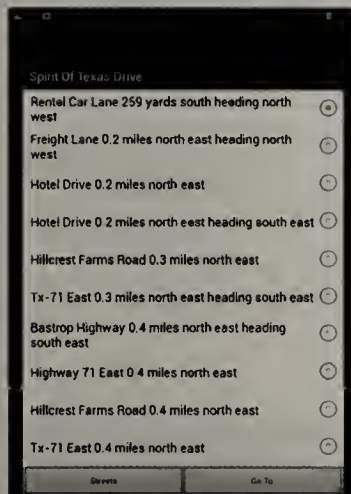 Spirit Of Texas Drive
Rental Car Lane 259 yards south heading north
west
Freight Lane 0.2 miles north east heading north
west
Hotel Drive 0.2 miles north east
Hotel Drive 0.2 miles north east heading south east
Hillcrest Farms Road 0.3 miles north east
Tx-71 East 0.3 miles north east heading south east
Bastrop Highway 0.4 miles north east heading
south east
Highway 71 East 0.4 miles north east
Hillcrest Farms Road 0.4 miles north east
Tx-71 East 0.4 miles north east
Streets
Go To